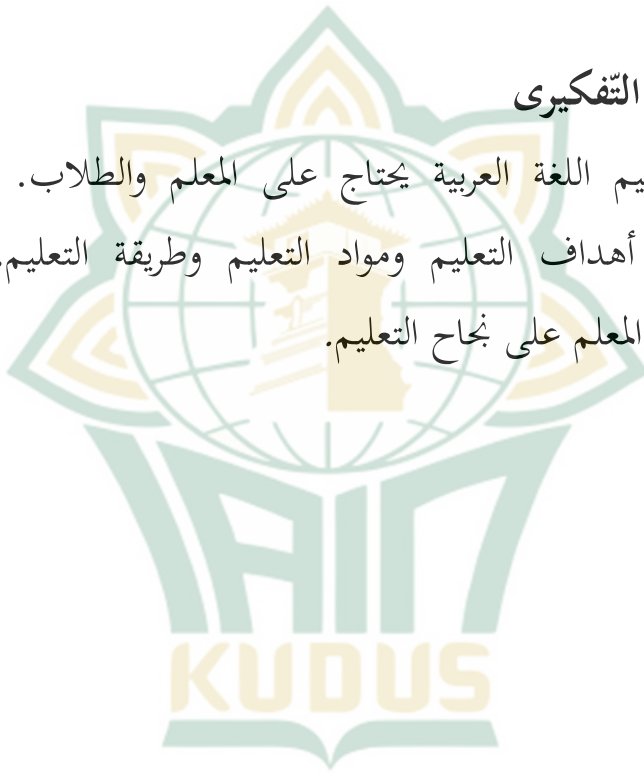 التّفكيرى
يم اللغة العربية يحتاج على المعلم والطلاب.
أهداف التعليم ومواد التعليم وطريقة التعليم.
المعلم على نجاح التعليم.
IAIN
KUDUS